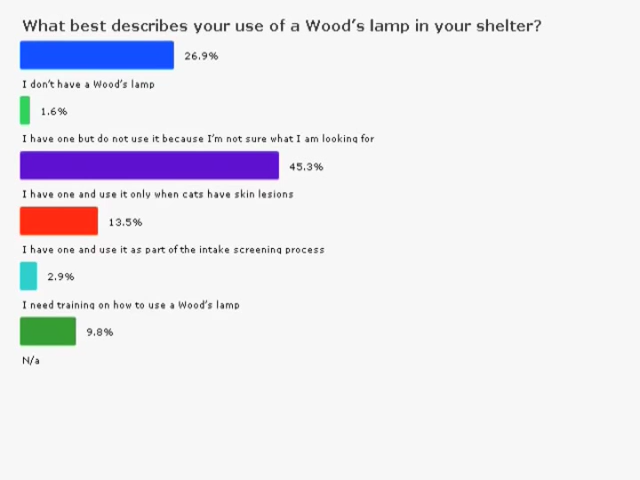 What best describes your use of a Wood's lamp in your shelter?
26.9%
I don't have a Wood's lamp
1.6%
I have one but do not use it because I'm not sure what I am looking for
45.3%
I have one and use it only when cats have skin lesions
13.5%
I have one and use it as part of the intake screening process
2.9%
I need training on how to use a Wood's lamp
9.8%
N/a